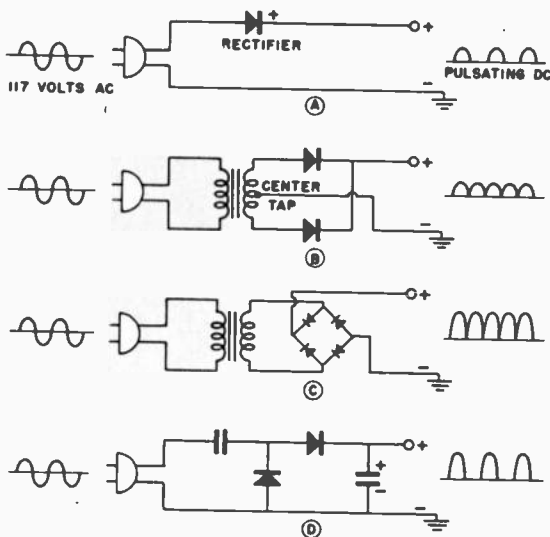 +
+
RECTIFIER
117 VOLTS AC
PULSATING DC
-
A
+
CENTER
TAP
-
B
+
-
C
+
+
-
-
D